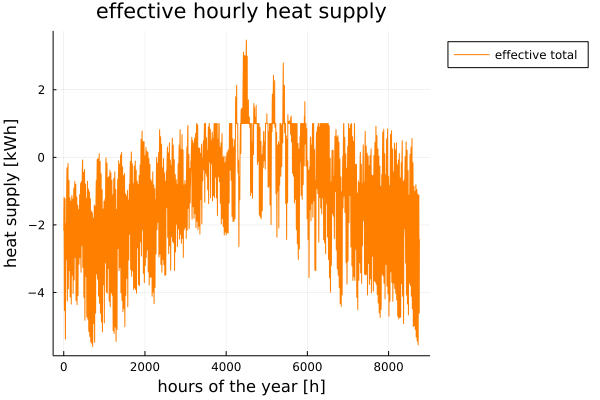 effective hourly heat supply
effective total
heat supply [kWh]
2
0
−2
−4
0 2000 4000 6000 8000
hours of the year [h]